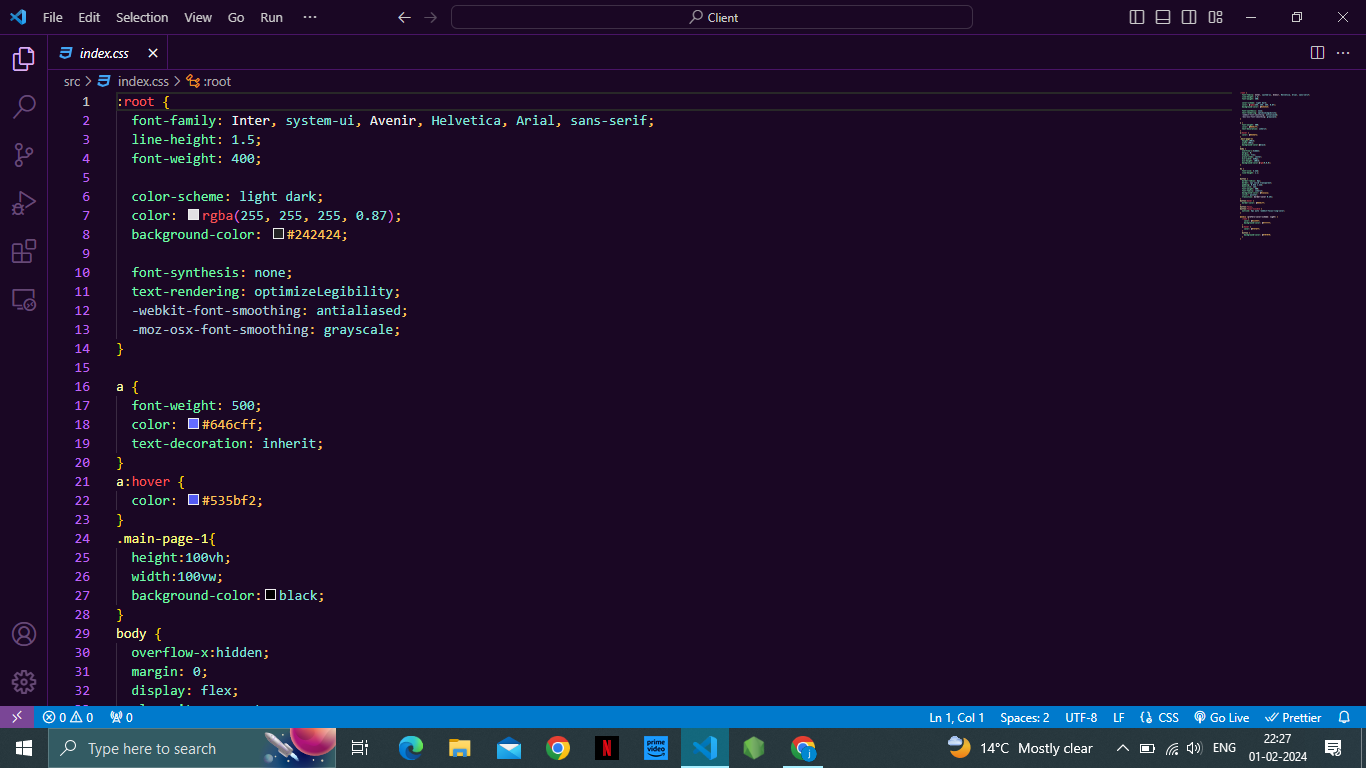 File Edit Selection View Go Run ···
Client
index.css
src > index.css > :root
1 :root {
2 font-family: Inter, system-ui, Avenir, Helvetica, Arial, sans-serif;
3 line-height: 1.5;
4 font-weight: 400;
5
6 color-scheme: light dark;
7 color: rgba(255, 255, 255, 0.87);
8 background-color: #242424;
9
10 font-synthesis: none;
11 text-rendering: optimizeLegibility;
12 -webkit-font-smoothing: antialiased;
13 -moz-osx-font-smoothing: grayscale;
14 }
15
16 a {
17 font-weight: 500;
18 color: #646cff;
19 text-decoration: inherit;
20 }
21 a:hover {
22 color: #535bf2;
23 }
24 .main-page-1{
25 height:100vh;
26 width:100vw;
27 background-color:black;
28 }
29 body {
30 overflow-x:hidden;
31 margin: 0;
32 display: flex;
0 0 0 Ln 1, Col 1 Spaces: 2 UTF-8 LF {} CSS Go Live Prettier
Type here to search
N
prime video
j
14°C Mostly clear
ENG
22:27
01-02-2024